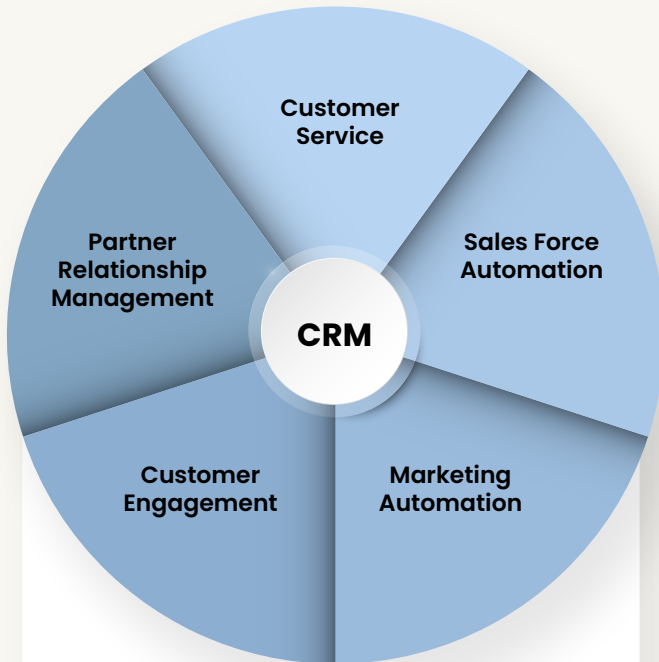 Customer
Service
Sales Force
Automation
Marketing
Automation
Customer
Engagement
Partner
Relationship
Management
CRM